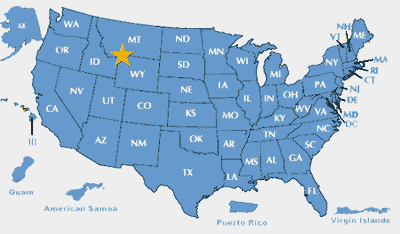 NH
VT
ME
AK
WA
MT
ND
MN
OR
ID
SD
WI
MI
NY
MA
RI
CT
WY
NV
UT
CO
NE
IA
IL
IN
OH
PA
NJ
DE
CA
KS
MO
KY
WV
VA
MD
DC
AZ
NM
OK
AR
TN
NC
SC
HI
TX
LA
MS
AL
GA
FL
Guam
American Samoa
Puerto Rico
Virgin Islands